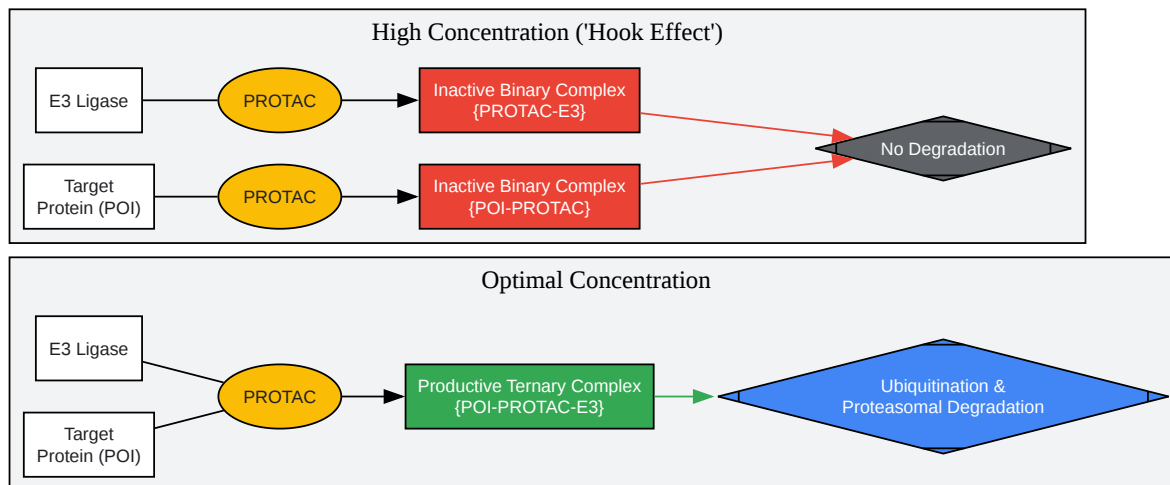 High Concentration ('Hook Effect')
E3 Ligase
PROTAC
Inactive Binary Complex
{PROTAC-E3}
No Degradation
Target
Protein (POI)
PROTAC
Inactive Binary Complex
{POI-PROTAC}
Optimal Concentration
E3 Ligase
Target
Protein (POI)
PROTAC
Productive Ternary Complex
{POI-PROTAC-E3}
Ubiquitination &
Proteasomal Degradation